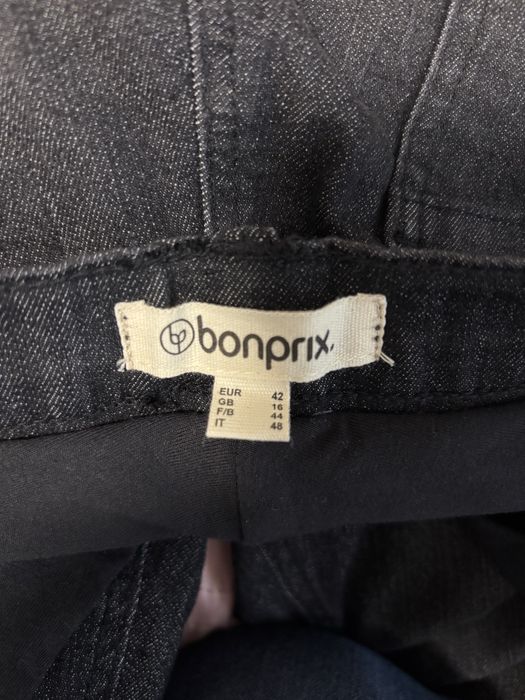 bonprix.
EUR 42
GB 16
F/B 44
IT 48